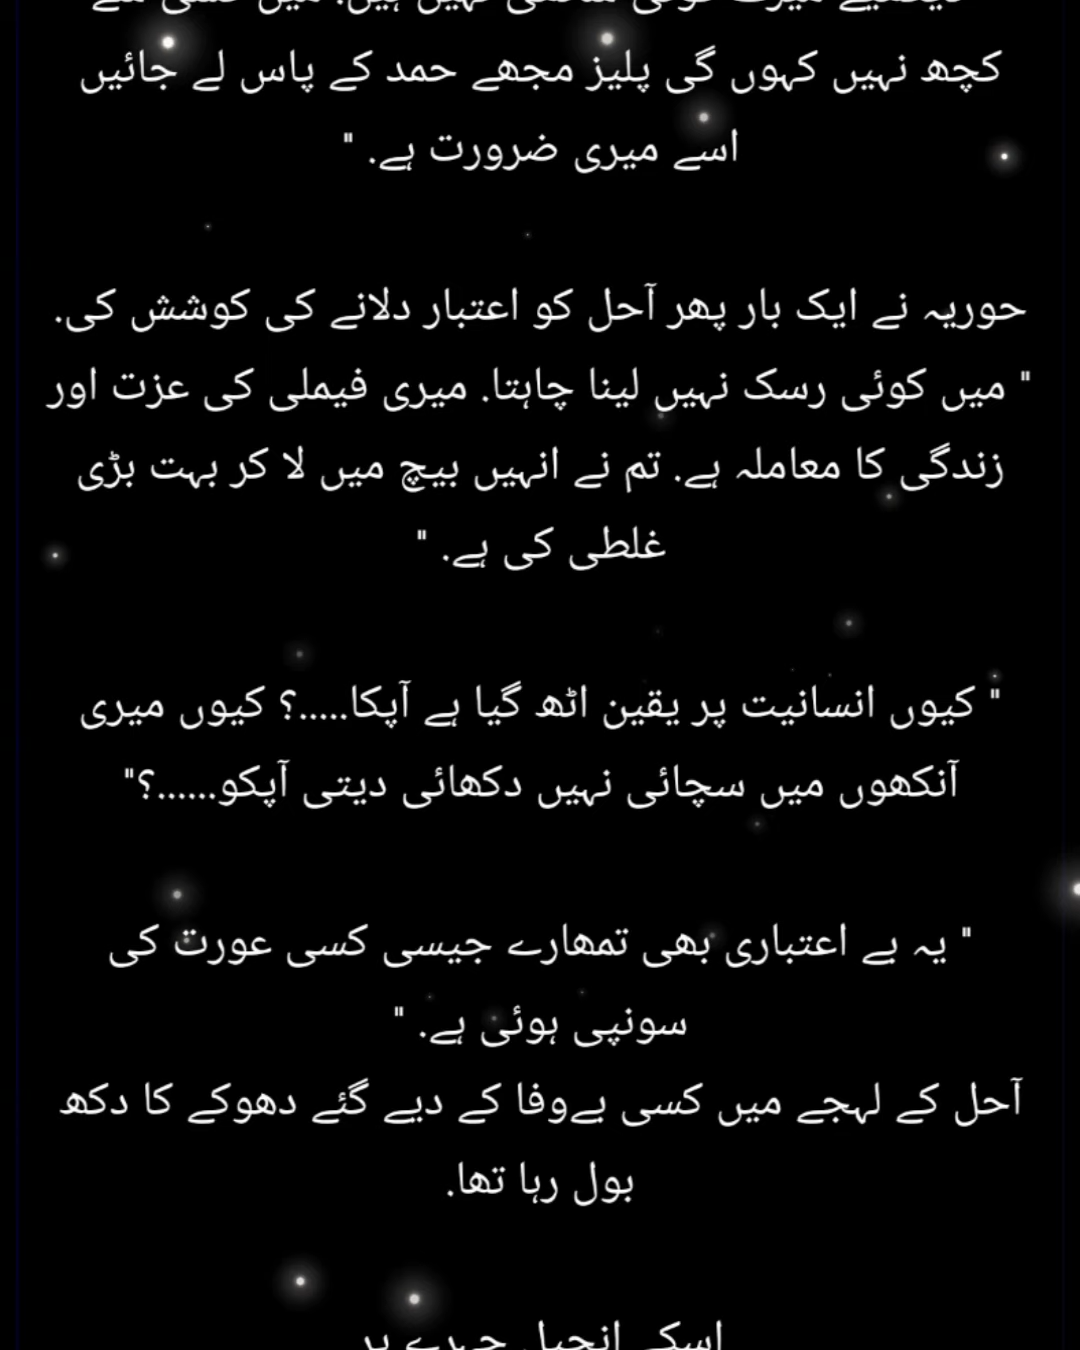 کچھ نہیں کہوں گی پلیز مجھے حمد کے پاس لے جائیں
اسے میری ضرورت ہے. "
حوریہ نے ایک بار پھر آحل کو اعتبار دلانے کی کوشش کی.
" میں کوئی رسک نہیں لینا چاہتا. میری فیملی کی عزت اور
زندگی کا معاملہ ہے. تم نے انہیں بیچ میں لا کر بہت بڑی
غلطی کی ہے. "
" کیوں انسانیت پر یقین اٹھ گیا ہے آپکا.....؟ کیوں میری
آنکھوں میں سچائی نہیں دکھائی دیتی آپکو......؟"
" یہ بے اعتباری بھی تمھارے جیسی کسی عورت کی
سونپی ہوئی ہے. "
آحل کے لہجے میں کسی بےوفا کے دیے گئے دھوکے کا دکھ
بول رہا تھا.